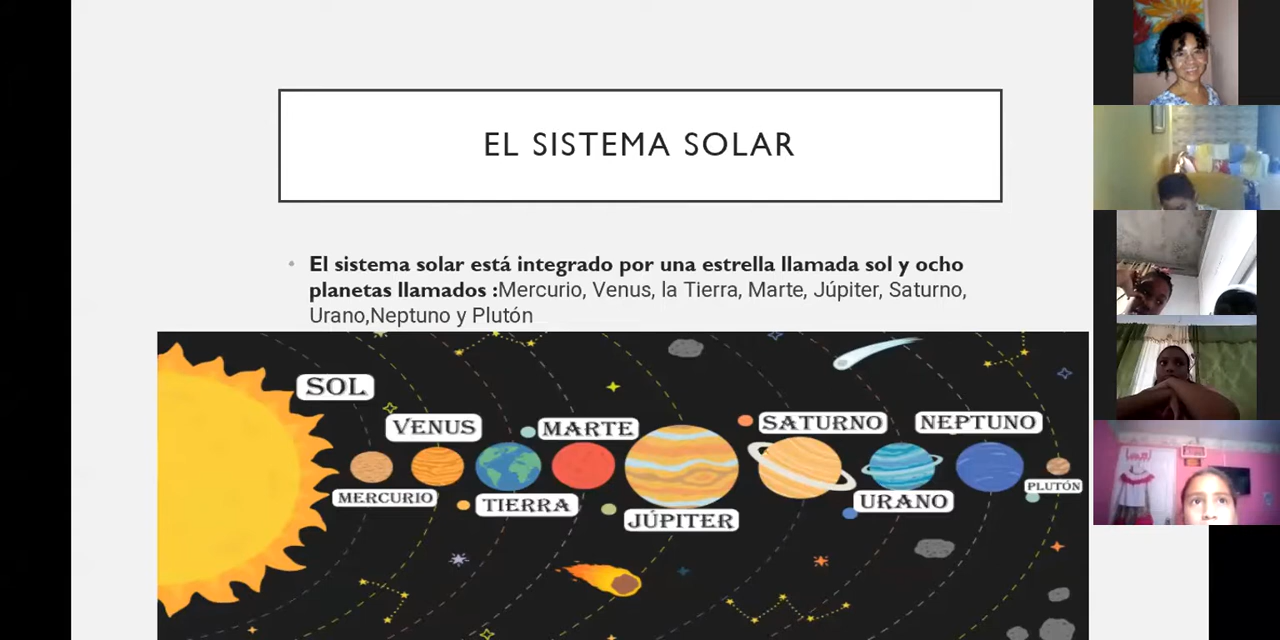 EL SISTEMA SOLAR
El sistema solar está integrado por una estrella llamada sol y ocho
planetas llamados :Mercurio, Venus, la Tierra, Marte, Júpiter, Saturno,
Urano,Neptuno y Plutón
SOL
MERCURIO
VENUS
TIERRA
MARTE
JÚPITER
SATURNO
URANO
NEPTUNO
PLUTÓN